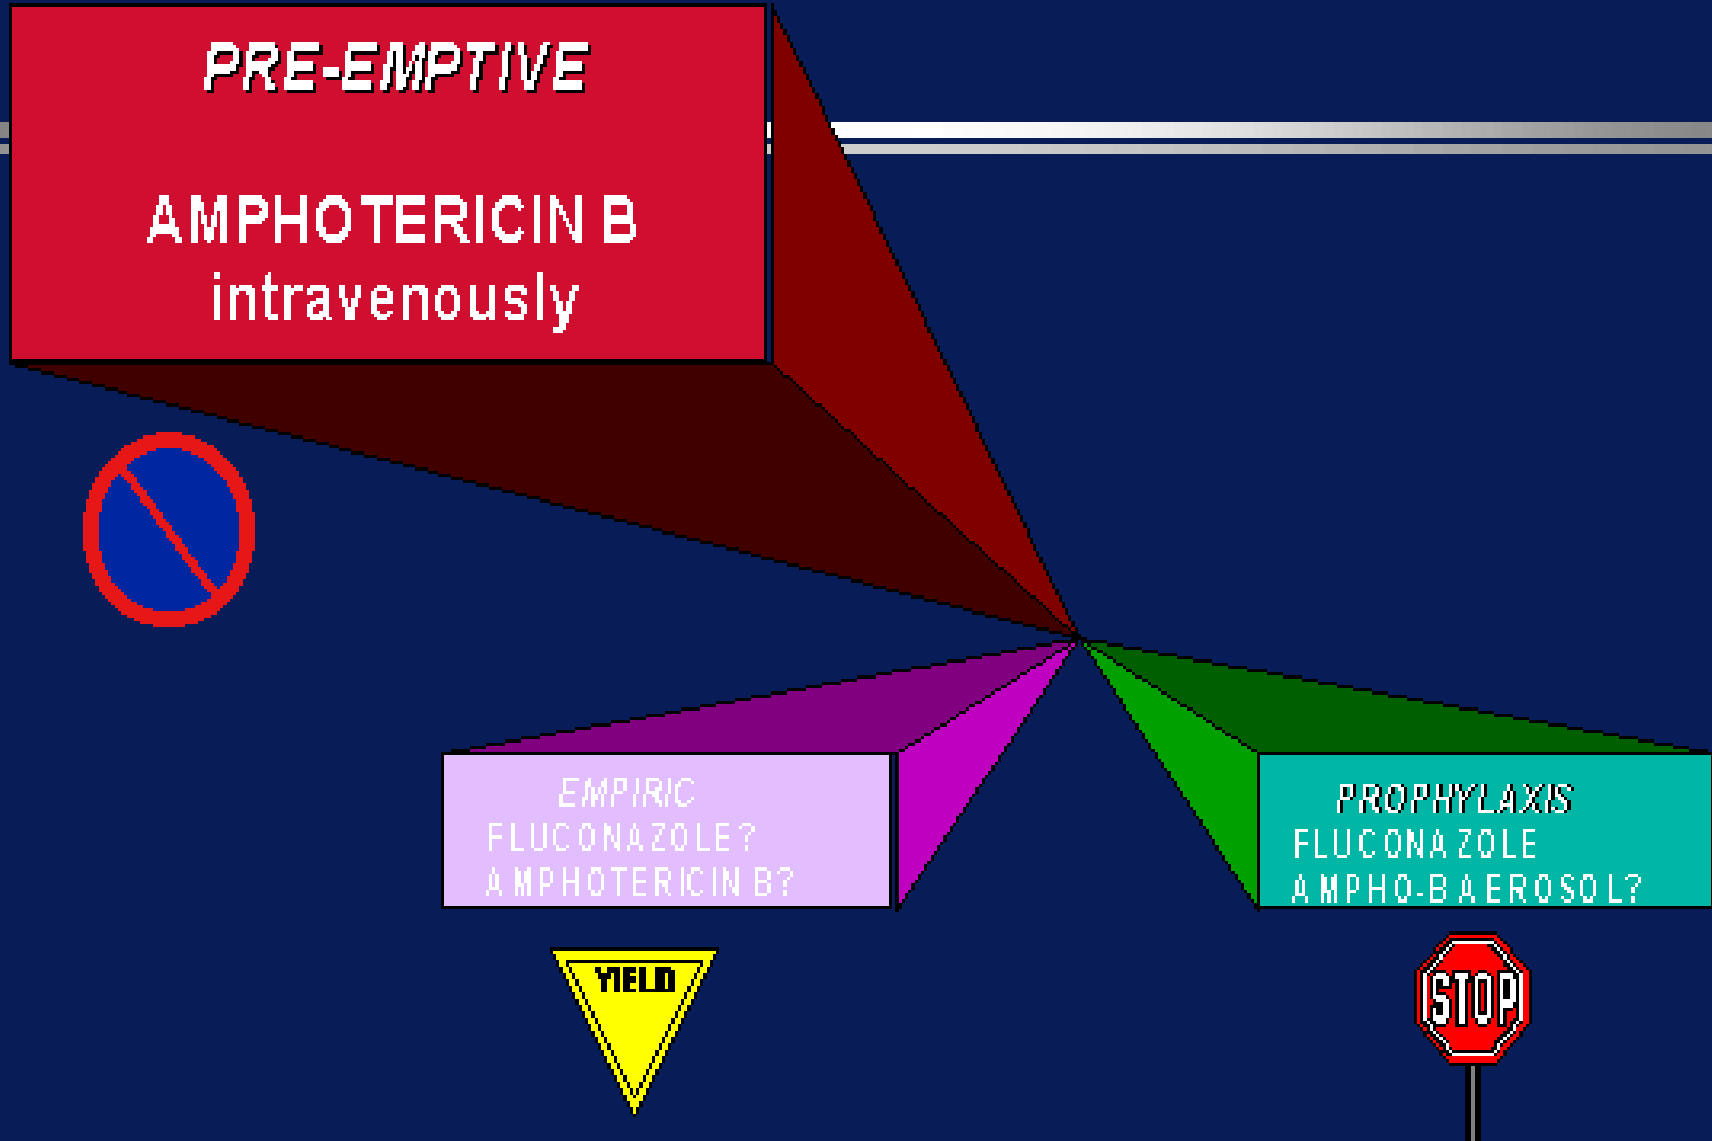 PRE-EMPTIVE
AMPHOTERICIN B
intravenously
EMPIRIC
FLUCONAZOLE?
AMPHOTERICIN B?
PROPHYLAXIS
FLUCONAZOLE
AMPHO-B AEROSOL?
YIELD
STOP